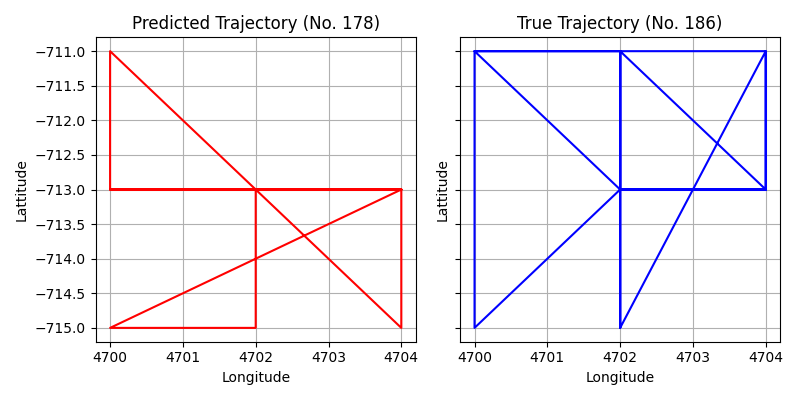 Predicted Trajectory (No. 178)
True Trajectory (No. 186)
−711.0
−711.5
−712.0
−712.5
−713.0
−713.5
−714.0
−714.5
−715.0
Lattitude
Lattitude
4700 4701 4702 4703 4704
4700 4701 4702 4703 4704
Longitude
Longitude